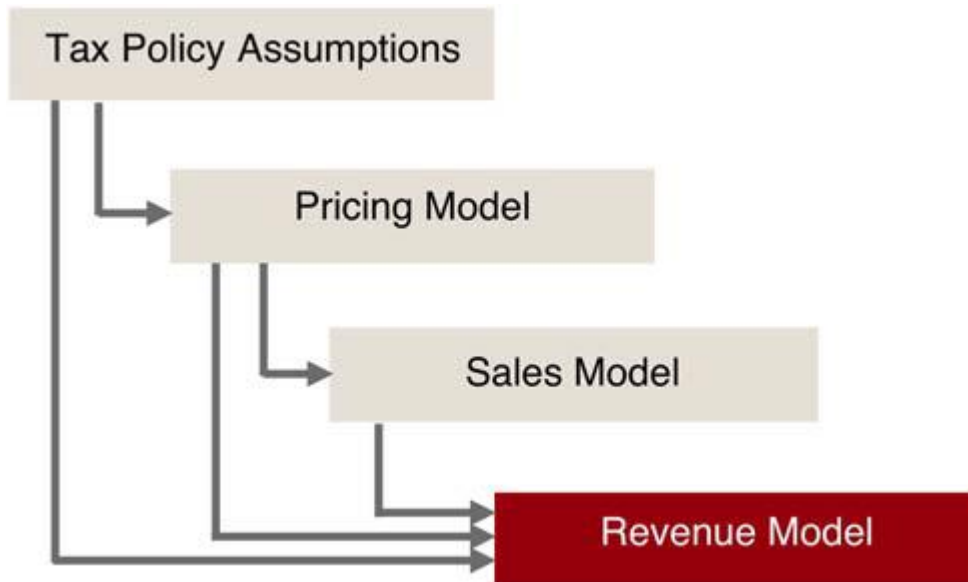 Tax Policy Assumptions
Pricing Model
Sales Model
Revenue Model